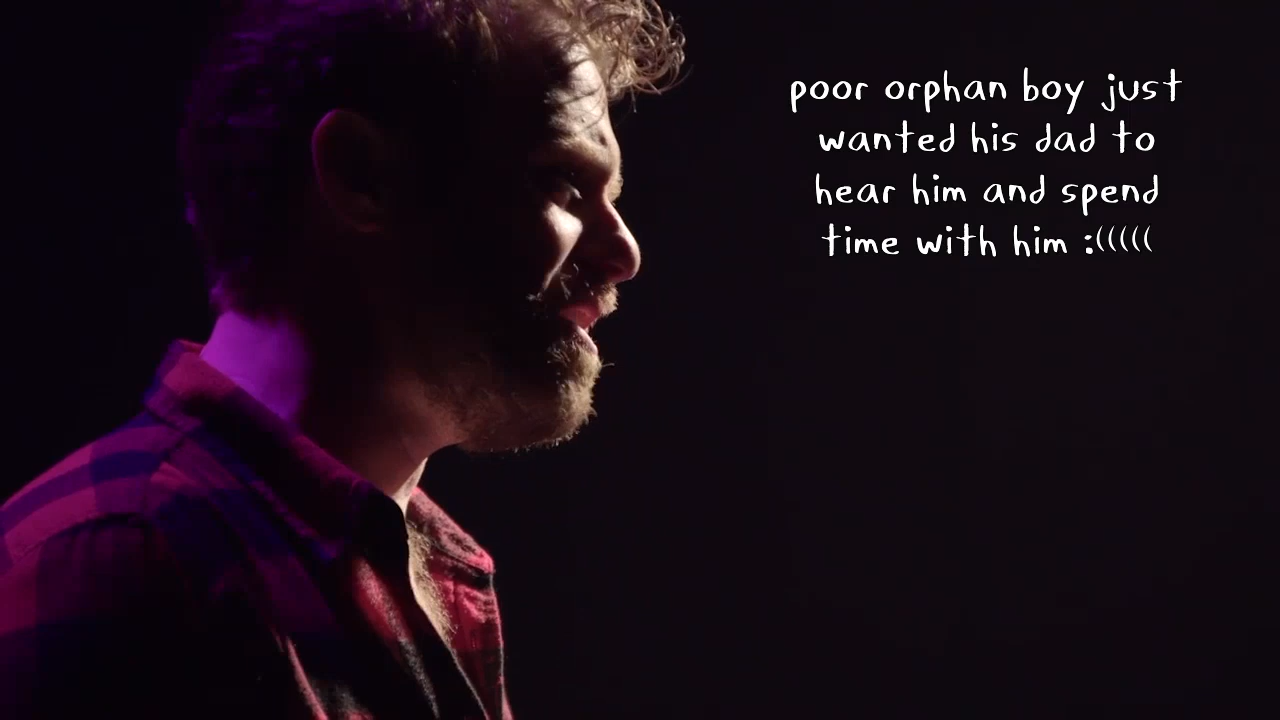 poor orphan boy just
wanted his dad to
hear him and spend
time with him :(((((